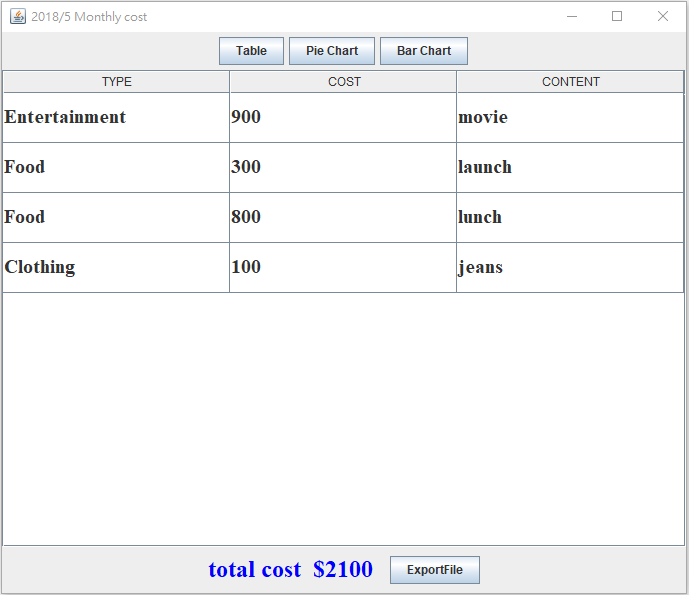 2018/5 Monthly cost
Table Pie Chart Bar Chart
TYPE COST CONTENT
Entertainment 900 movie
Food 300 launch
Food 800 lunch
Clothing 100 jeans
total cost $2100 ExportFile